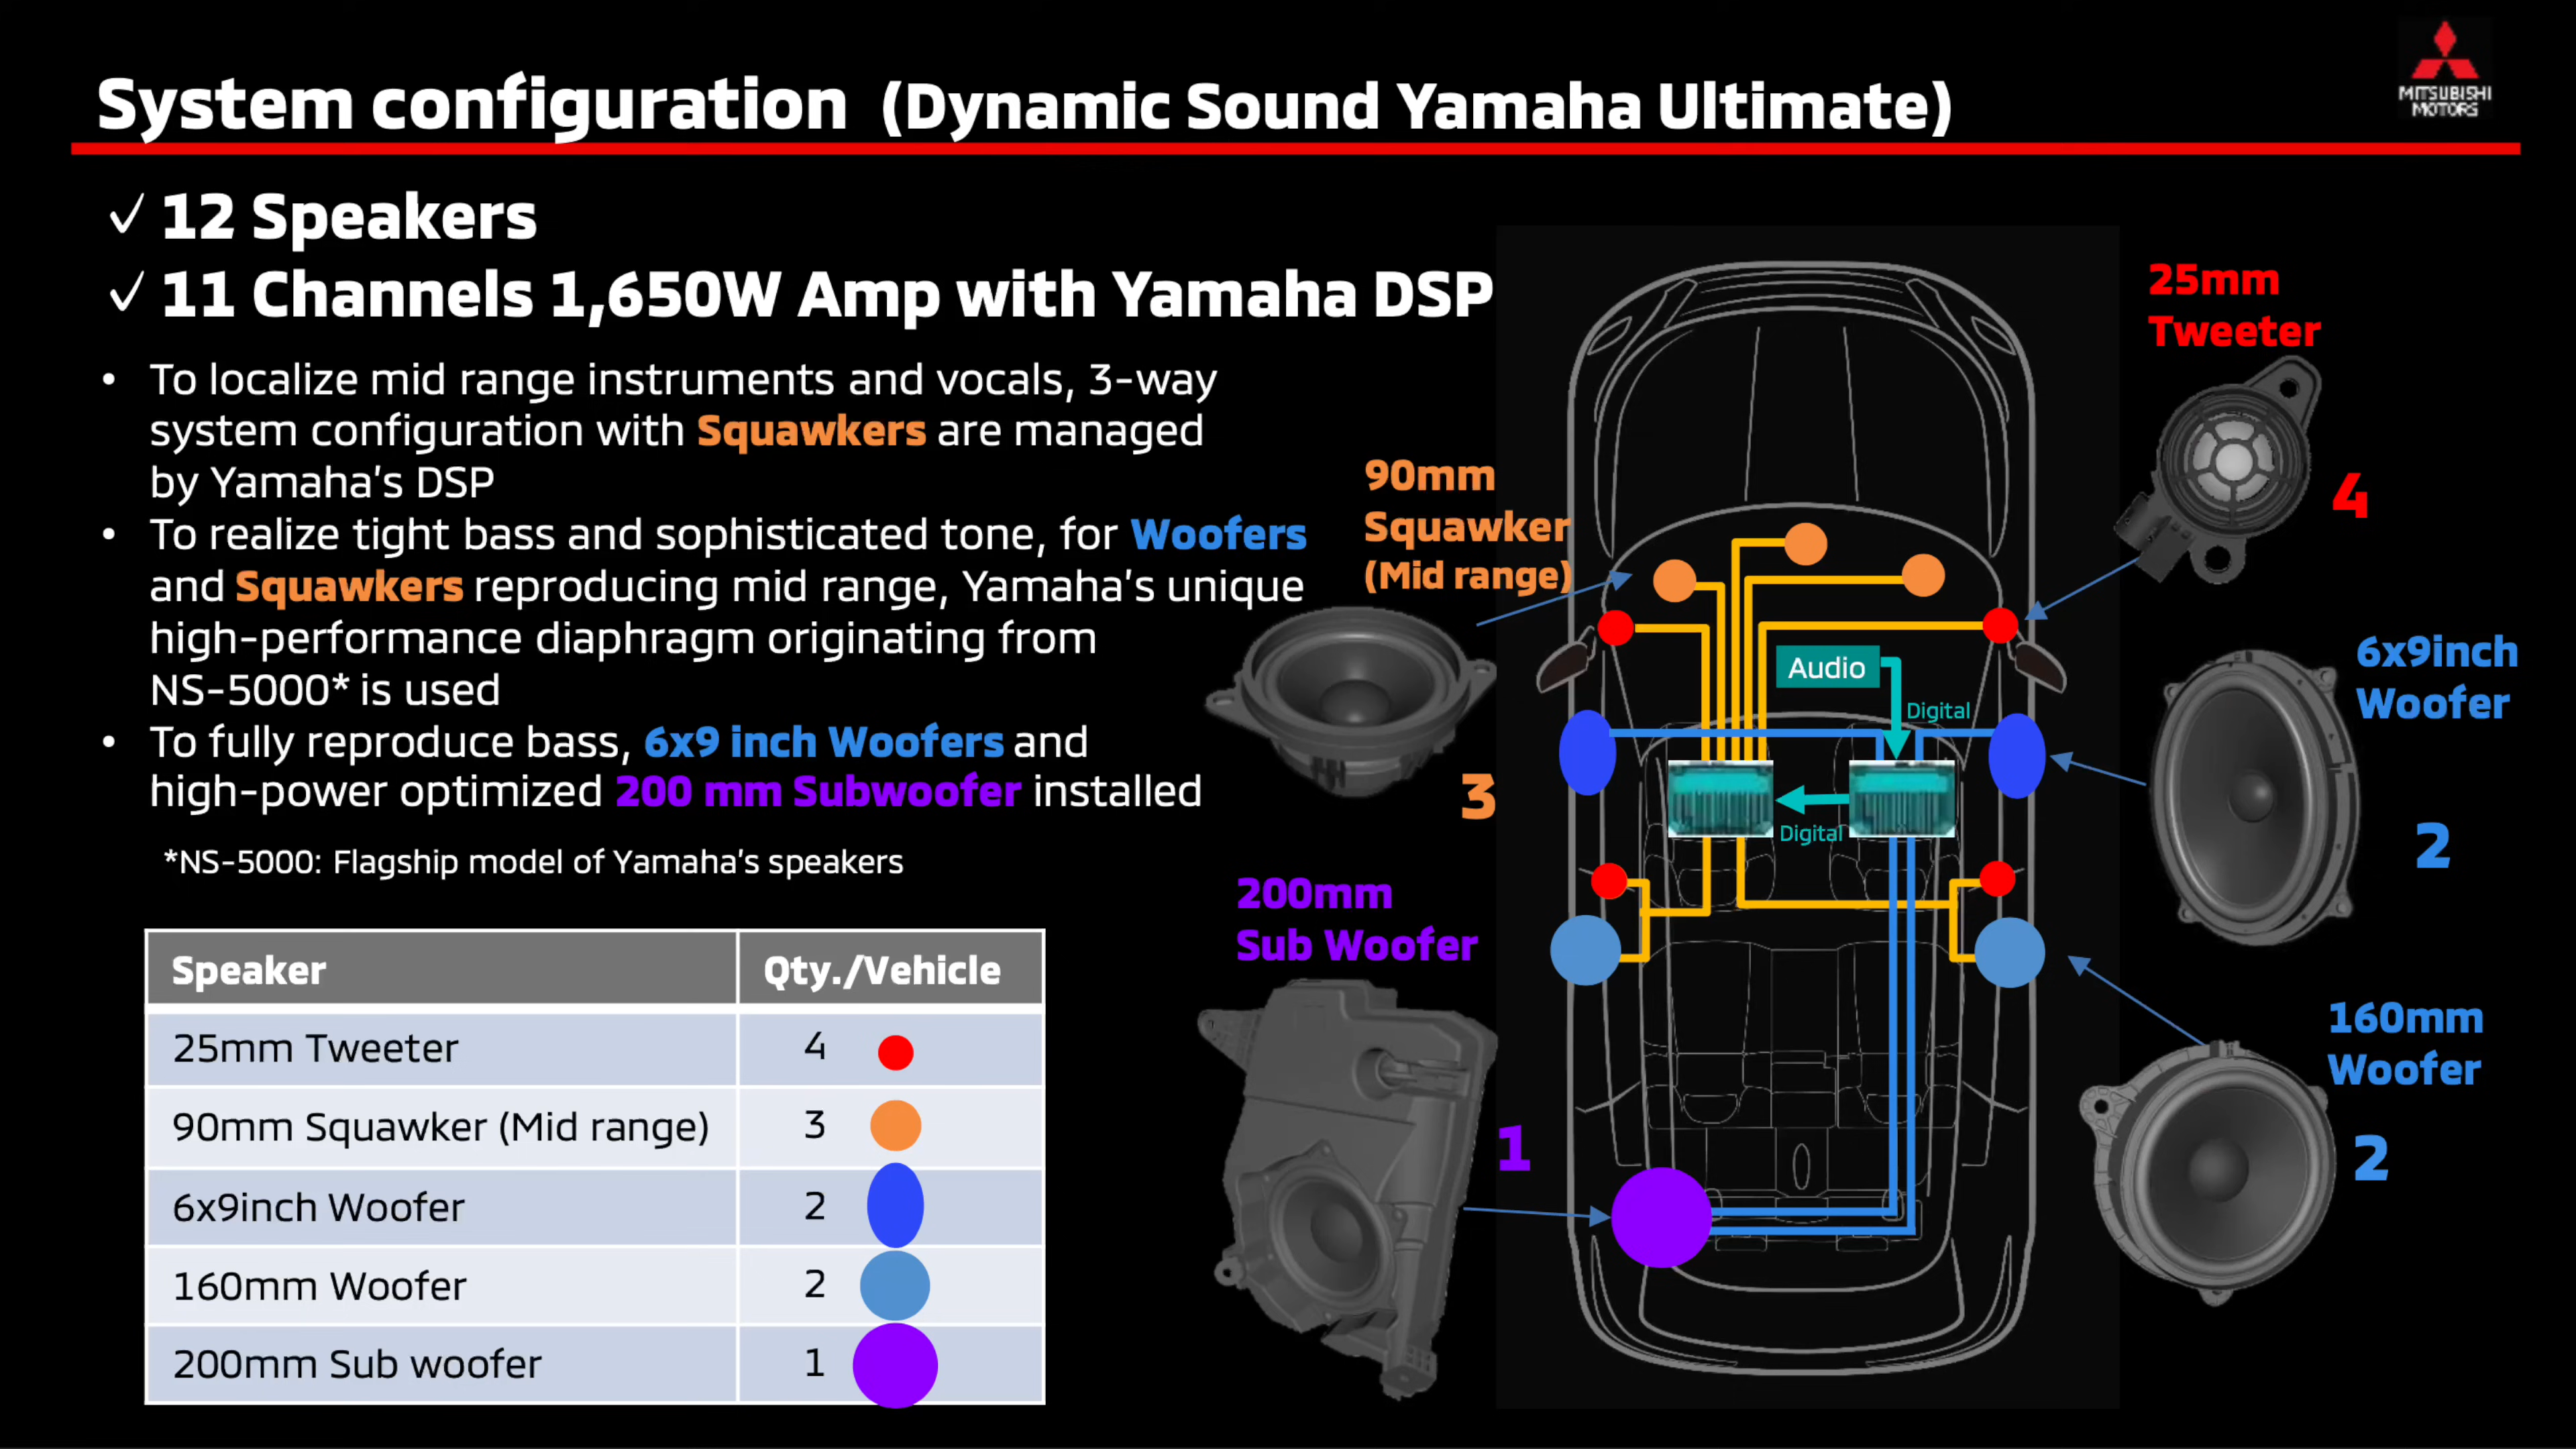 System configuration (Dynamic Sound Yamaha Ultimate)
MITSUBISHI
MOTORS
✓ 12 Speakers
✓ 11 Channels 1,650W Amp with Yamaha DSP
• To localize mid range instruments and vocals, 3-way
system configuration with Squawkers are managed
by Yamaha's DSP
• To realize tight bass and sophisticated tone, for Woofers
and Squawkers reproducing mid range, Yamaha's unique
high-performance diaphragm originating from
NS-5000* is used
• To fully reproduce bass, 6x9 inch Woofers and
high-power optimized 200 mm Subwoofer installed
*NS-5000: Flagship model of Yamaha's speakers
Speaker Qty./Vehicle
25mm Tweeter 4
90mm Squawker (Mid range) 3
6x9inch Woofer 2
160mm Woofer 2
200mm Sub woofer 1
90mm
Squawker
(Mid range)
3
200mm
Sub Woofer
1
Audio
Digital
Digital
25mm
Tweeter
4
6x9inch
Woofer
2
160mm
Woofer
2